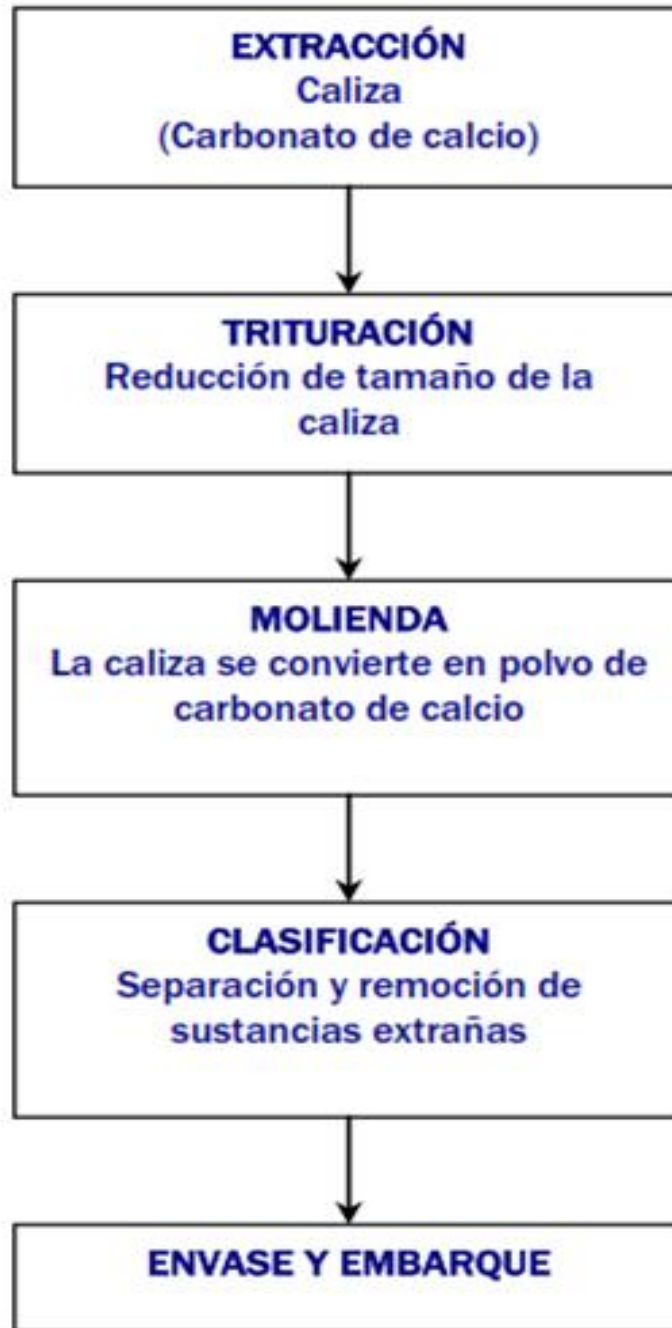 EXTRACCIÓN
Caliza
(Carbonato de calcio)
TRITURACIÓN
Reducción de tamaño de la
caliza
MOLIENDA
La caliza se convierte en polvo de
carbonato de calcio
CLASIFICACIÓN
Separación y remoción de
sustancias extrañas
ENVASE Y EMBARQUE